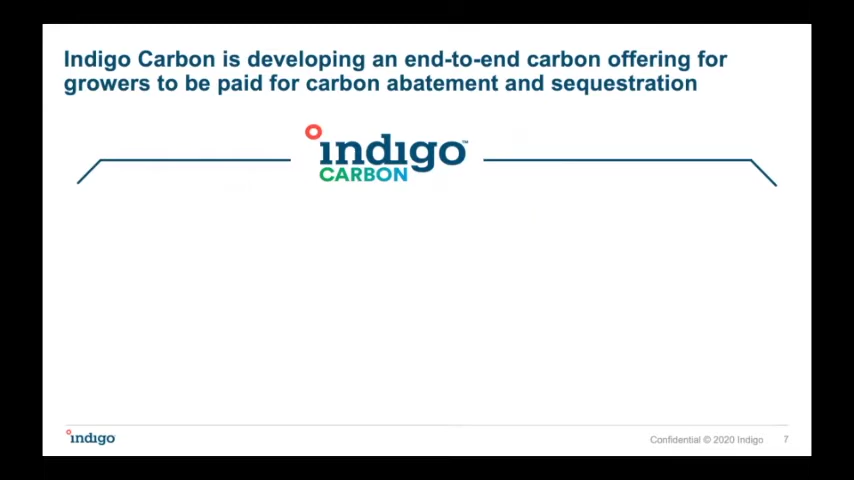 Indigo Carbon is developing an end-to-end carbon offering for
growers to be paid for carbon abatement and sequestration
indigo™
CARBON
indigo
Confidential © 2020 Indigo 7